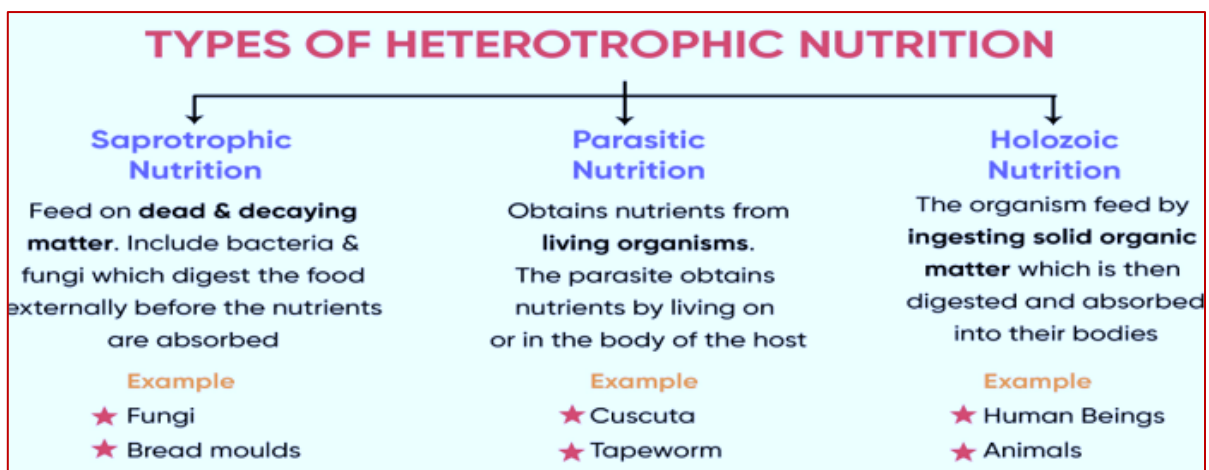 TYPES OF HETEROTROPHIC NUTRITION
Saprotrophic
Nutrition
Feed on dead & decaying
matter. Include bacteria &
fungi which digest the food
externally before the nutrients
are absorbed
Example
Fungi
Bread moulds
Parasitic
Nutrition
Obtains nutrients from
living organisms.
The parasite obtains
nutrients by living on
or in the body of the host
Example
Cuscuta
Tapeworm
Holozoic
Nutrition
The organism feed by
ingesting solid organic
matter which is then
digested and absorbed
into their bodies
Example
Human Beings
Animals